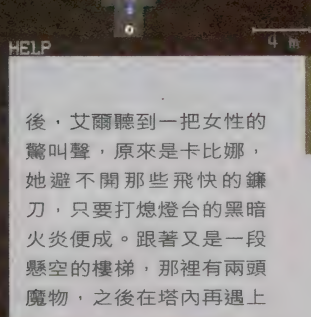 HELP
4 m
後，艾爾聽到一把女性的
驚叫聲，原來是卡比娜，
她避不開那些飛快的鐮
刀，只要打熄燈台的黑暗
火炎便成。跟著又是一段
懸空的樓梯，那裡有兩頭
魔物，之後在塔內再遇上